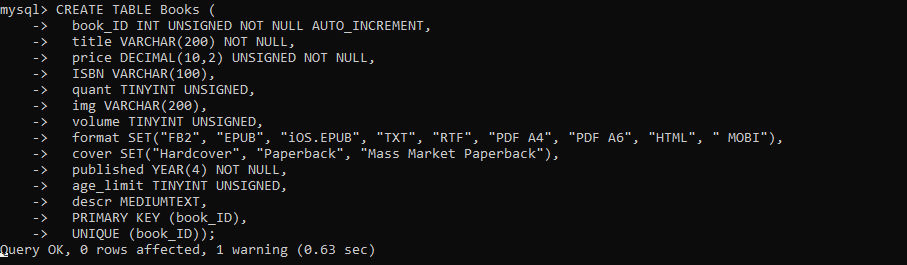 mysql> CREATE TABLE Books (
    -> book_ID INT UNSIGNED NOT NULL AUTO_INCREMENT,
    -> title VARCHAR(200) NOT NULL,
    -> price DECIMAL(10,2) UNSIGNED NOT NULL,
    -> ISBN VARCHAR(100),
    -> quant TINYINT UNSIGNED,
    -> img VARCHAR(200),
    -> volume TINYINT UNSIGNED,
    -> format SET("FB2", "EPUB", "iOS.EPUB", "TXT", "RTF", "PDF A4", "PDF A6", "HTML", " MOBI"),
    -> cover SET("Hardcover", "Paperback", "Mass Market Paperback"),
    -> published YEAR(4) NOT NULL,
    -> age_limit TINYINT UNSIGNED,
    -> descr MEDIUMTEXT,
    -> PRIMARY KEY (book_ID),
    -> UNIQUE (book_ID));
Query OK, 0 rows affected, 1 warning (0.63 sec)